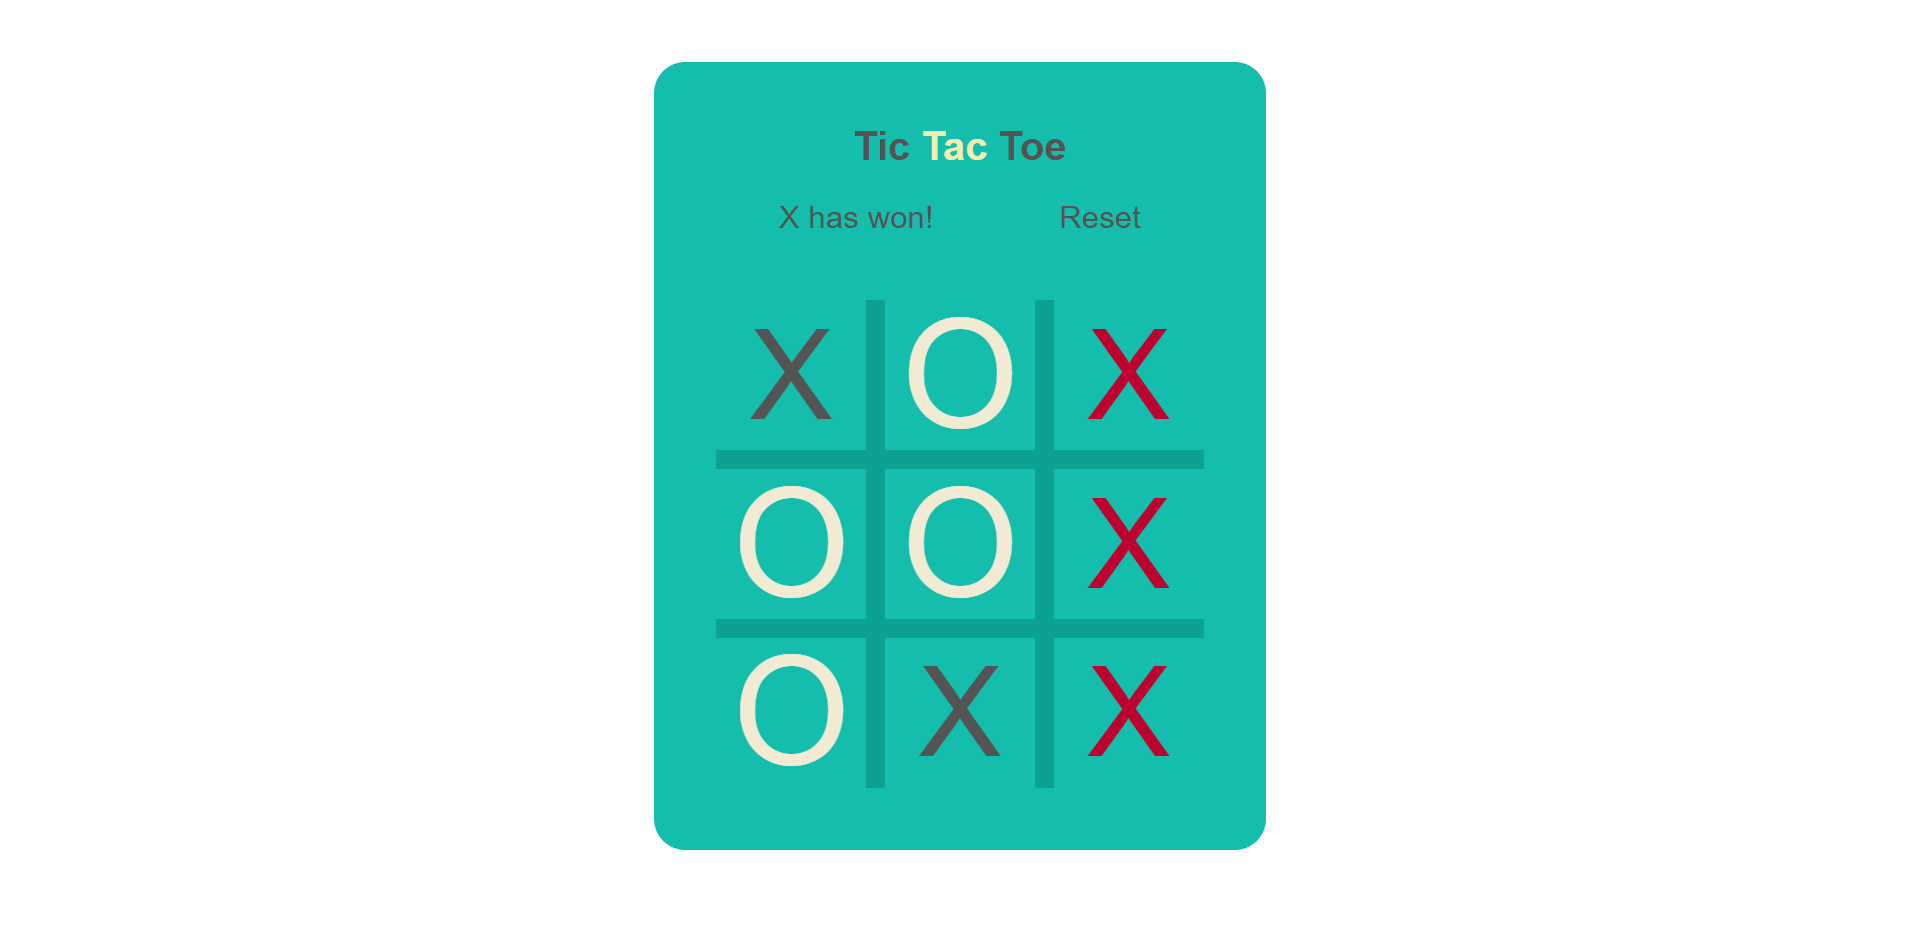 Tic Tac Toe
X has won! Reset
X O X
O O X
O X X